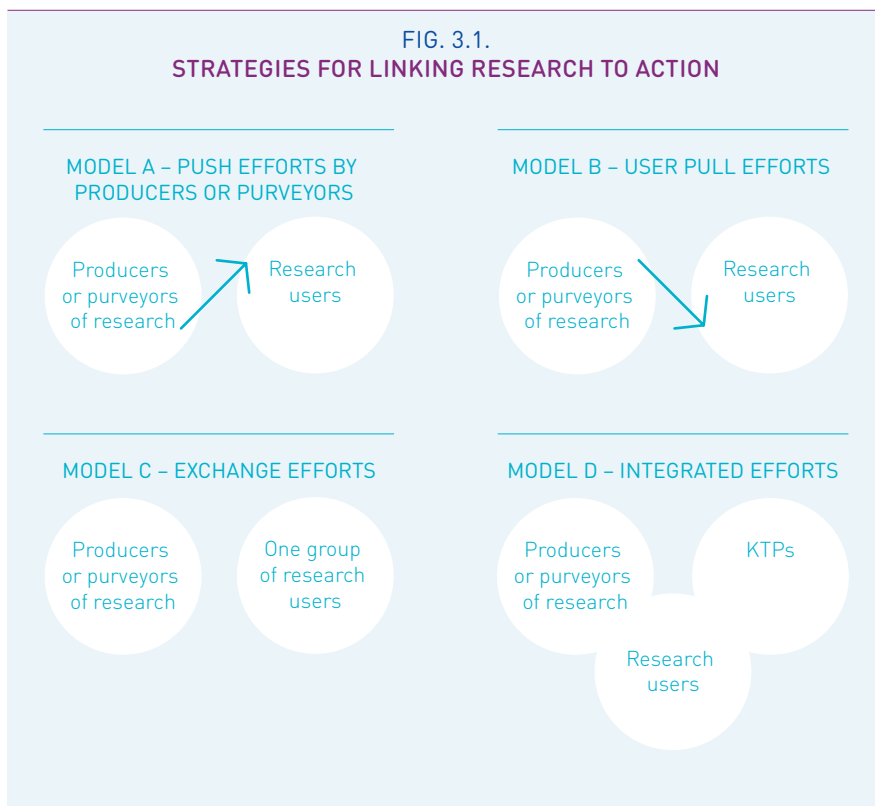 FIG. 3.1.
STRATEGIES FOR LINKING RESEARCH TO ACTION
MODEL A – PUSH EFFORTS BY
PRODUCERS OR PURVEYORS
Producers
or purveyors
of research
Research
users
MODEL B – USER PULL EFFORTS
Producers
or purveyors
of research
Research
users
MODEL C – EXCHANGE EFFORTS
Producers
or purveyors
of research
One group
of research
users
MODEL D – INTEGRATED EFFORTS
Producers
or purveyors
of research
KTPs
Research
users